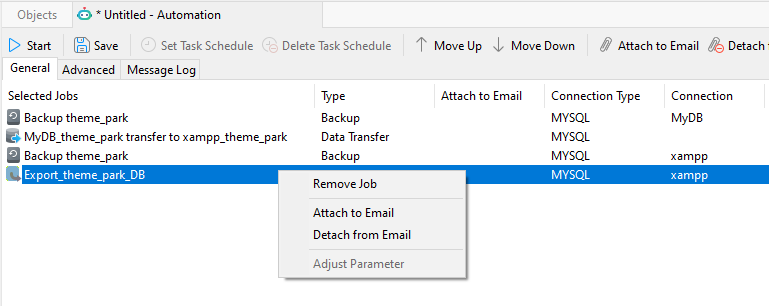 Objects * Untitled - Automation
Start Save Set Task Schedule Delete Task Schedule Move Up Move Down Attach to Email Detach
General Advanced Message Log
Selected Jobs Type Attach to Email Connection Type Connection
Backup theme_park Backup MYSQL MyDB
MyDB_theme_park transfer to xampp_theme_park Data Transfer MYSQL
Backup theme_park Backup MYSQL xampp
Export_theme_park_DB MYSQL xampp
Remove Job
Attach to Email
Detach from Email
Adjust Parameter